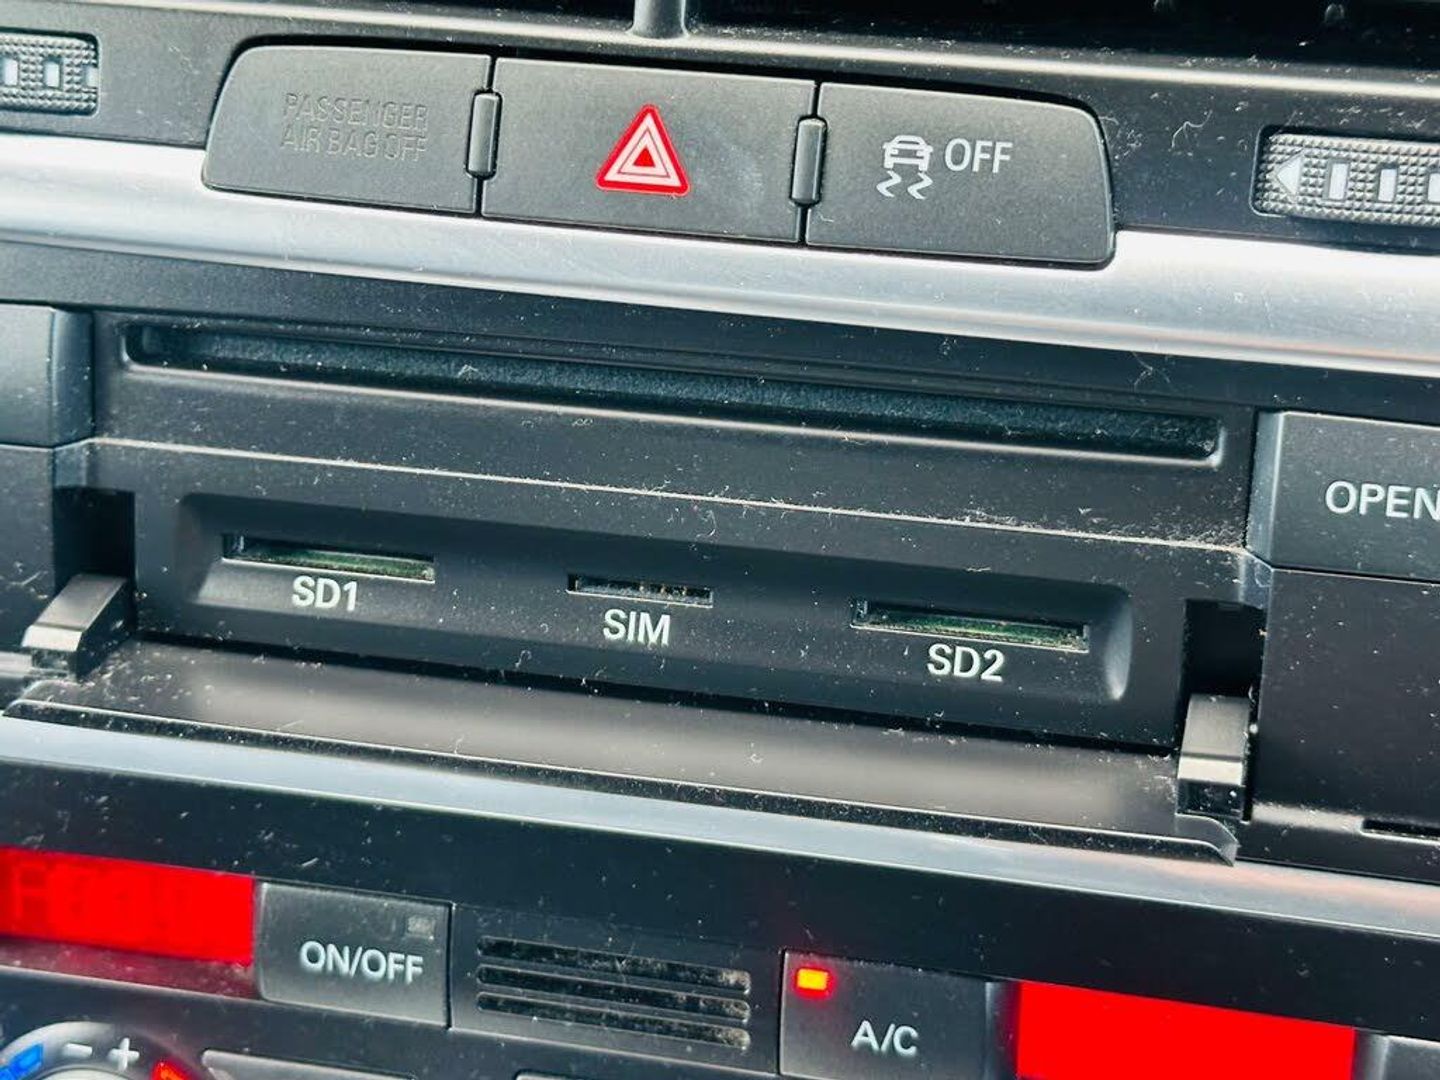 PASSENGER
AIR BAG OFF
OFF
OPEN
SD1
SIM
SD2
ON/OFF
A/C
- +